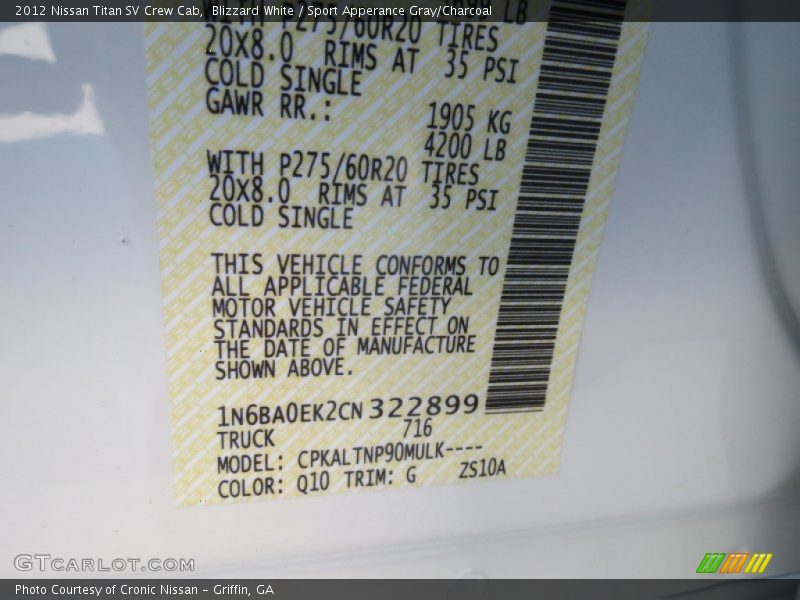 2012 Nissan Titan SV Crew Cab, Blizzard White / Sport Apperance Gray/Charcoal
WITH P275/60R20 TIRES
20X8.0 RIMS AT 35 PSI
COLD SINGLE
GAWR RR.: 1905 KG
4200 LB
WITH P275/60R20 TIRES
20X8.0 RIMS AT 35 PSI
COLD SINGLE
THIS VEHICLE CONFORMS TO
ALL APPLICABLE FEDERAL
MOTOR VEHICLE SAFETY
STANDARDS IN EFFECT ON
THE DATE OF MANUFACTURE
SHOWN ABOVE.
1N6BA0EK2CN322899
TRUCK 716
MODEL: CPKALTNP90MULK----
COLOR: Q10 TRIM: G ZS10A
GTCARLOT.COM
Photo Courtesy of Cronic Nissan – Griffin, GA